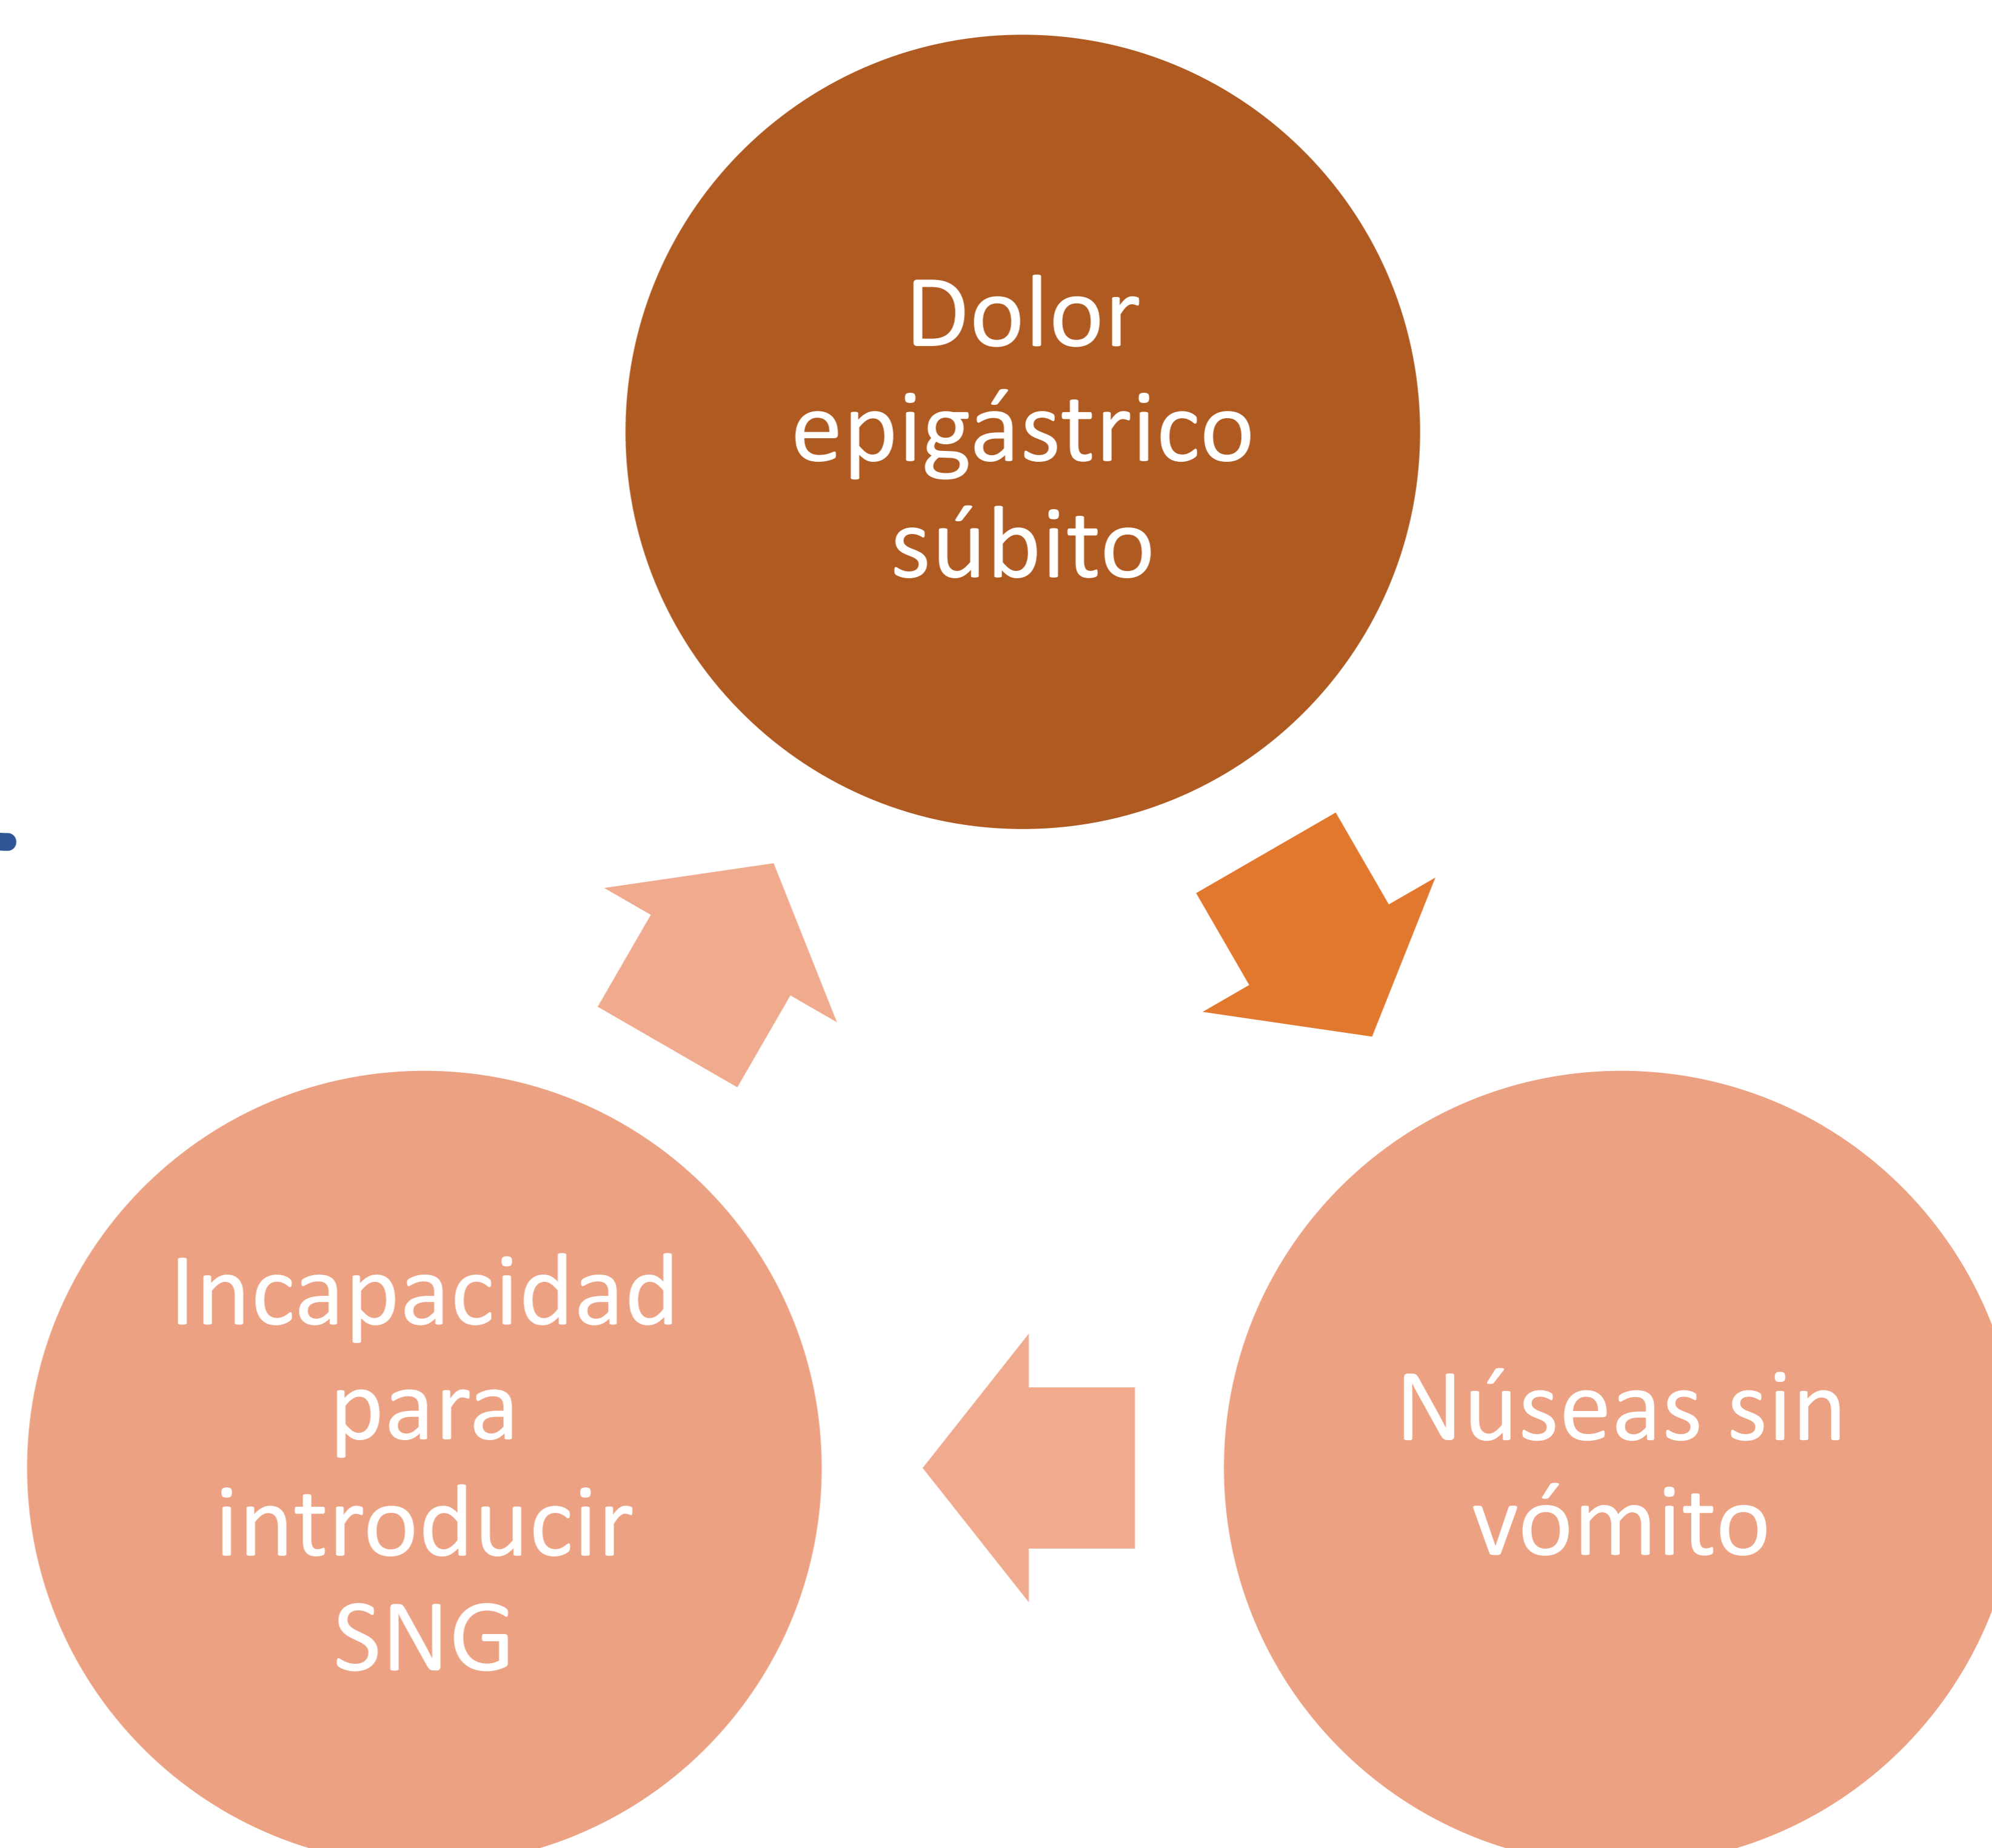 Dolor
epigástrico
súbito
Núseas sin
vómito
Incapacidad
para
introducir
SNG